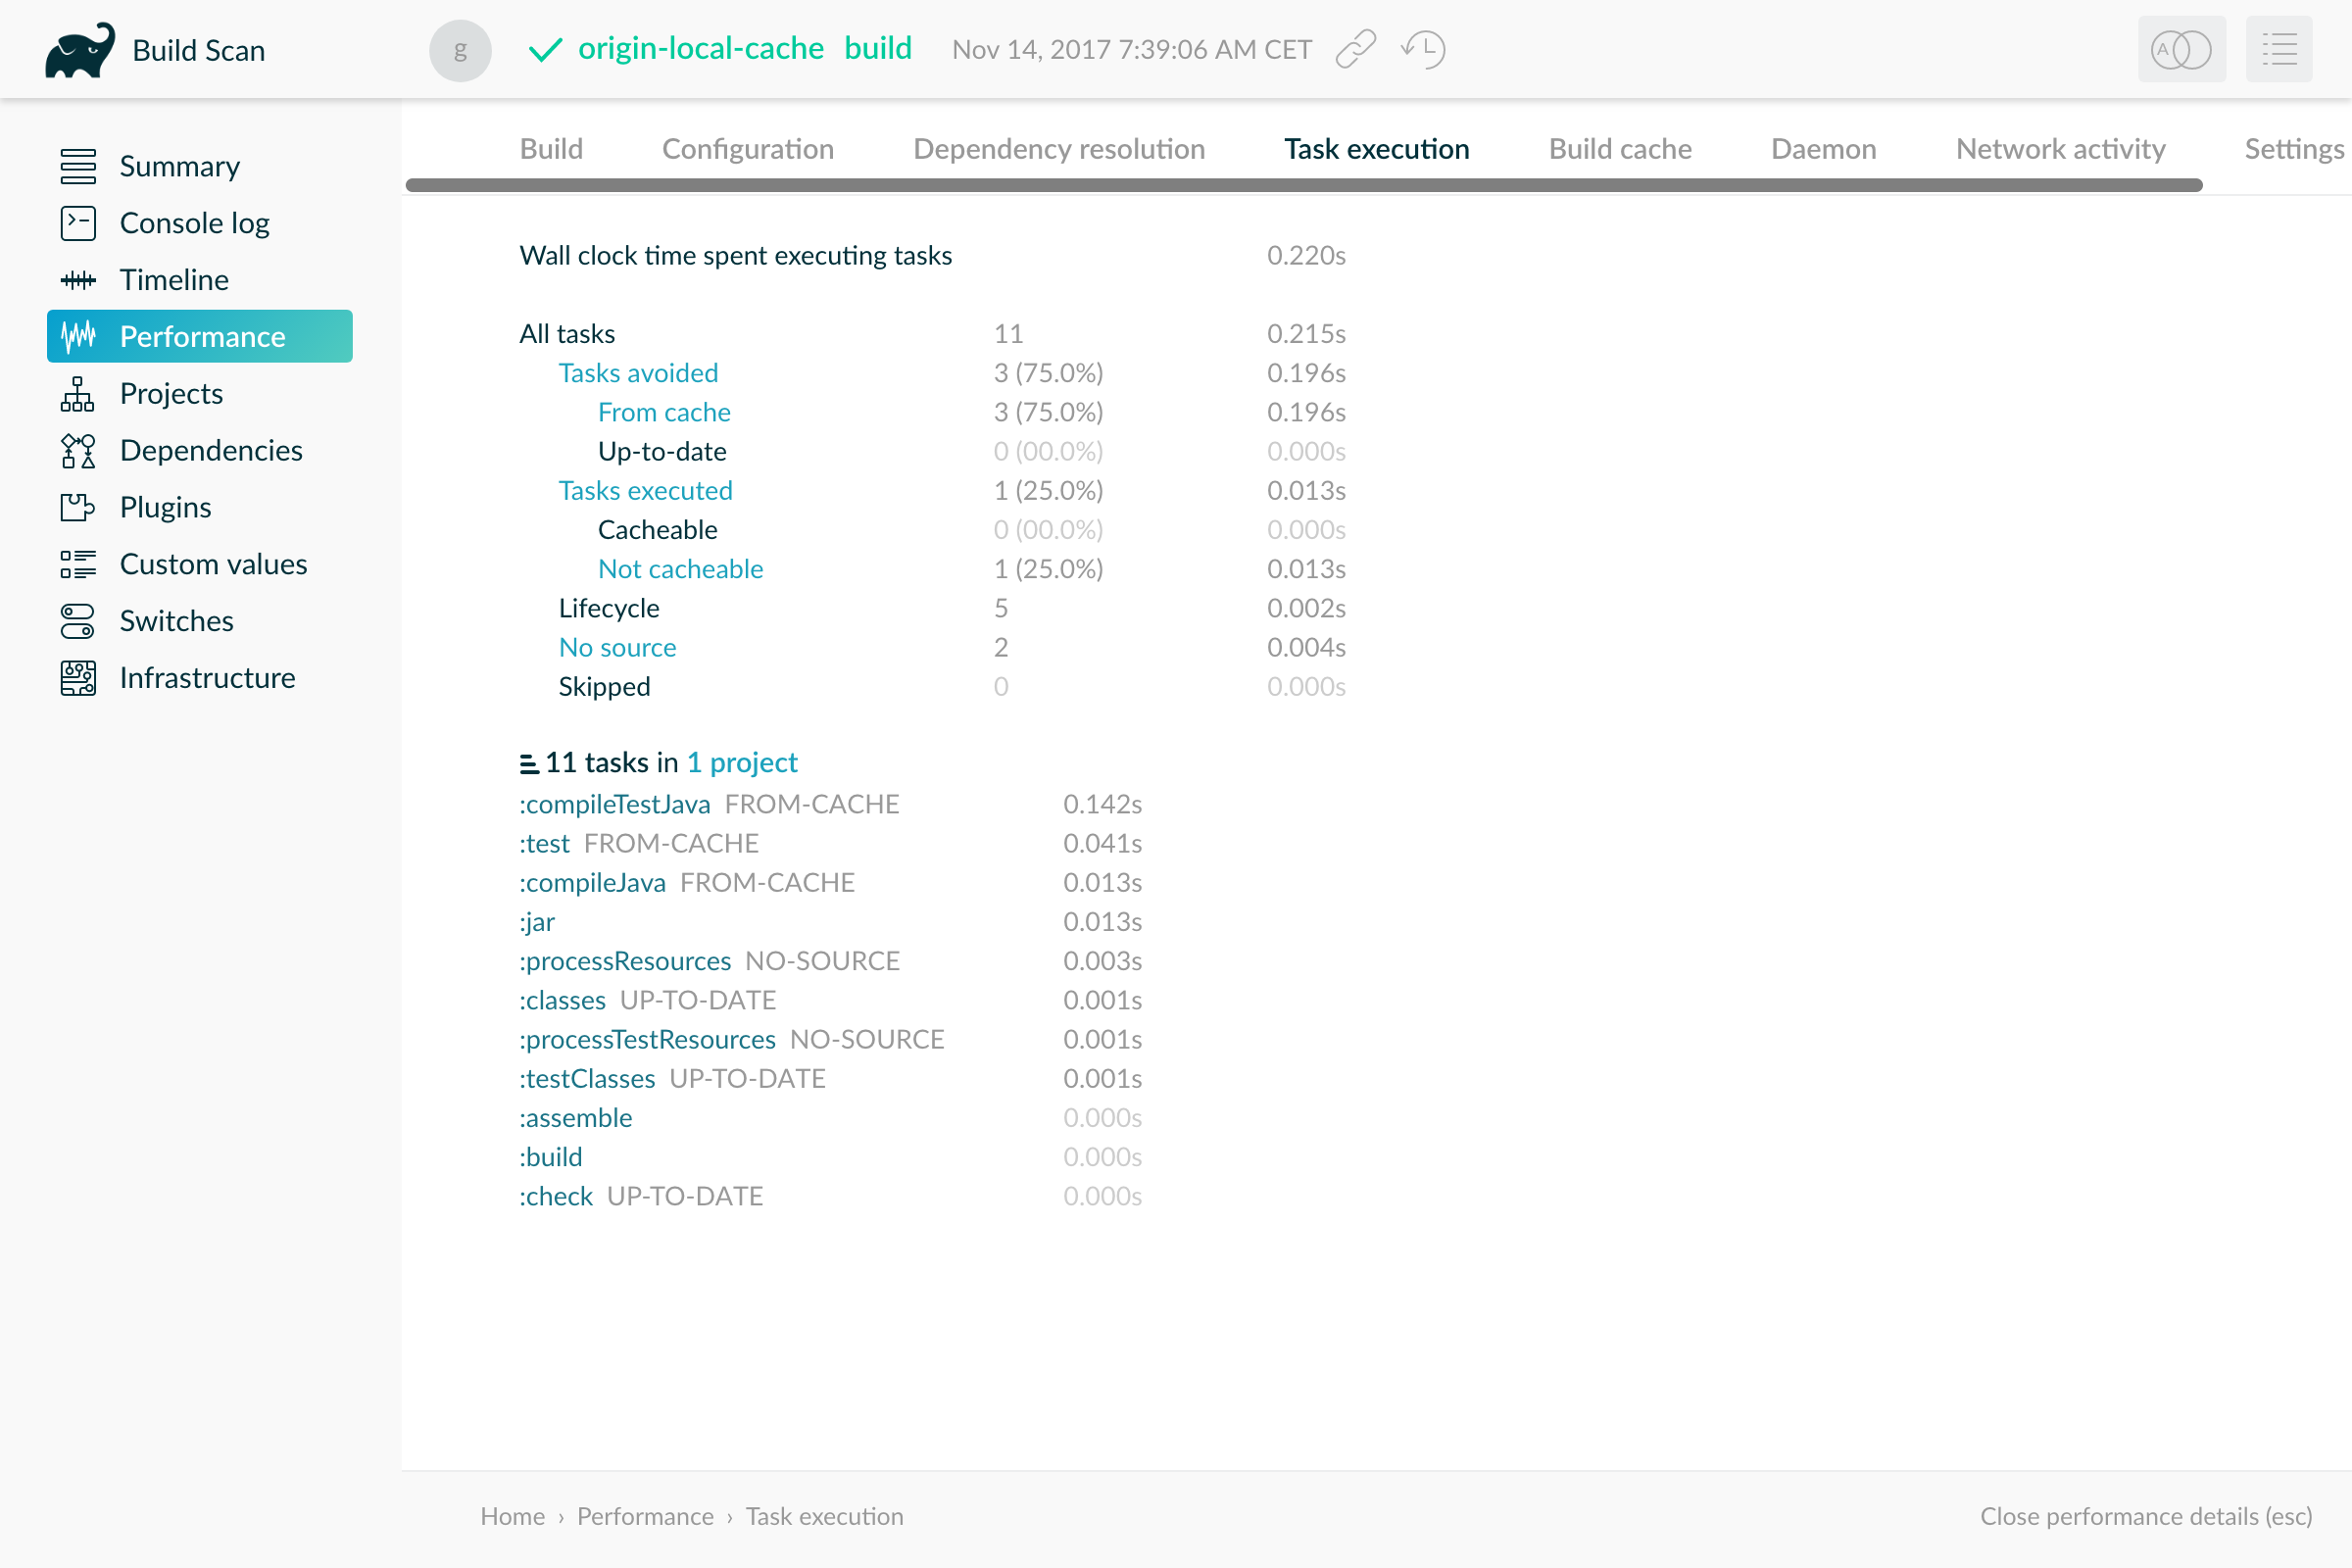 Build Scan
g origin-local-cache build Nov 14, 2017 7:39:06 AM CET
A
Summary
Console log
Timeline
Performance
Projects
Dependencies
Plugins
Custom values
Switches
Infrastructure
Build Configuration Dependency resolution Task execution Build cache Daemon Network activity Settings
Wall clock time spent executing tasks 0.220s
All tasks 11 0.215s
Tasks avoided 3 (75.0%) 0.196s
From cache 3 (75.0%) 0.196s
Up-to-date 0 (00.0%) 0.000s
Tasks executed 1 (25.0%) 0.013s
Cacheable 0 (00.0%) 0.000s
Not cacheable 1 (25.0%) 0.013s
Lifecycle 5 0.002s
No source 2 0.004s
Skipped 0 0.000s
11 tasks in 1 project
:compileTestJava FROM-CACHE 0.142s
:test FROM-CACHE 0.041s
:compileJava FROM-CACHE 0.013s
:jar 0.013s
:processResources NO-SOURCE 0.003s
:classes UP-TO-DATE 0.001s
:processTestResources NO-SOURCE 0.001s
:testClasses UP-TO-DATE 0.001s
:assemble 0.000s
:build 0.000s
:check UP-TO-DATE 0.000s
Home › Performance › Task execution
Close performance details (esc)